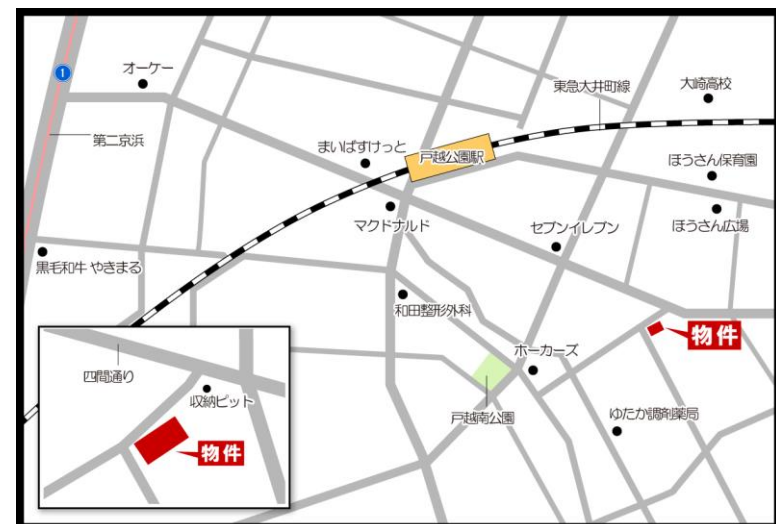 オーケー
1
東急大井町線
大崎高校
第二京浜
まいばすけっと
戸越公園駅
ほうさん保育園
マクドナルド
セブンイレブン
ほうさん広場
黒毛和牛 やきまる
和田整形外科
物件
ホーカーズ
四間通り
収納ピット
戸越南公園
ゆたか調剤薬局
物件